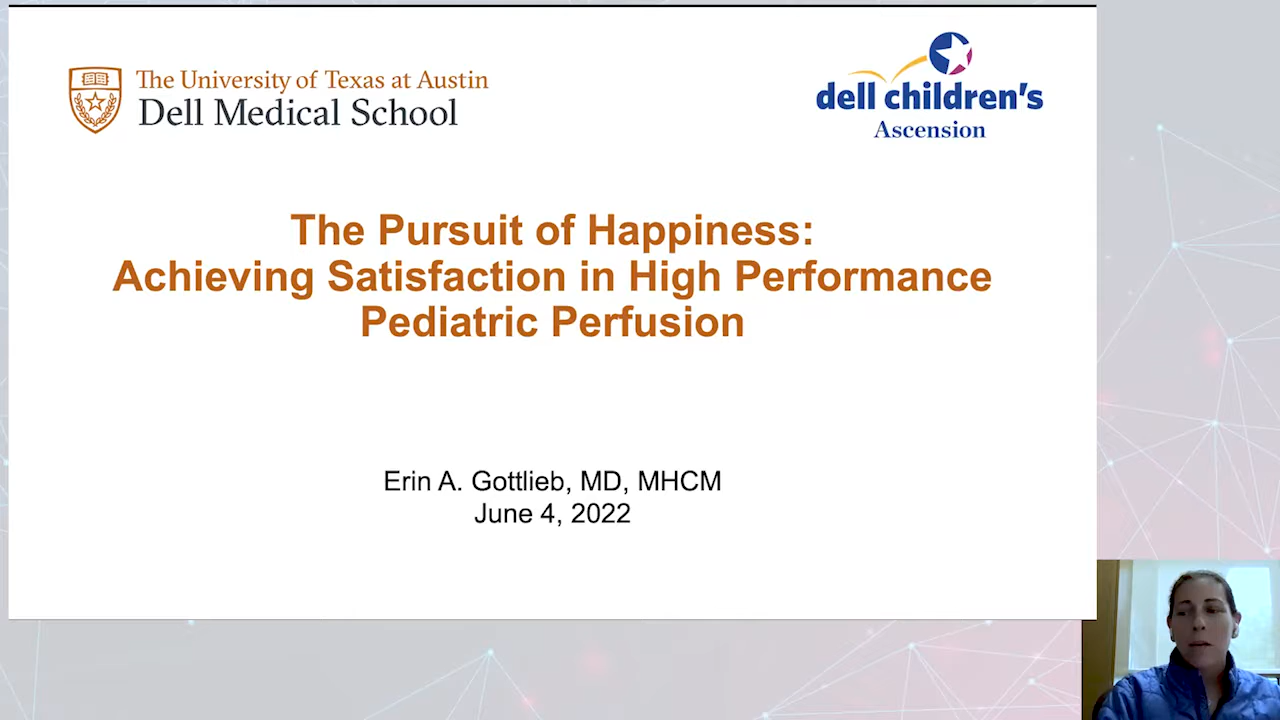 The University of Texas at Austin
Dell Medical School
dell children's
Ascension
The Pursuit of Happiness:
Achieving Satisfaction in High Performance
Pediatric Perfusion
Erin A. Gottlieb, MD, MHCM
June 4, 2022